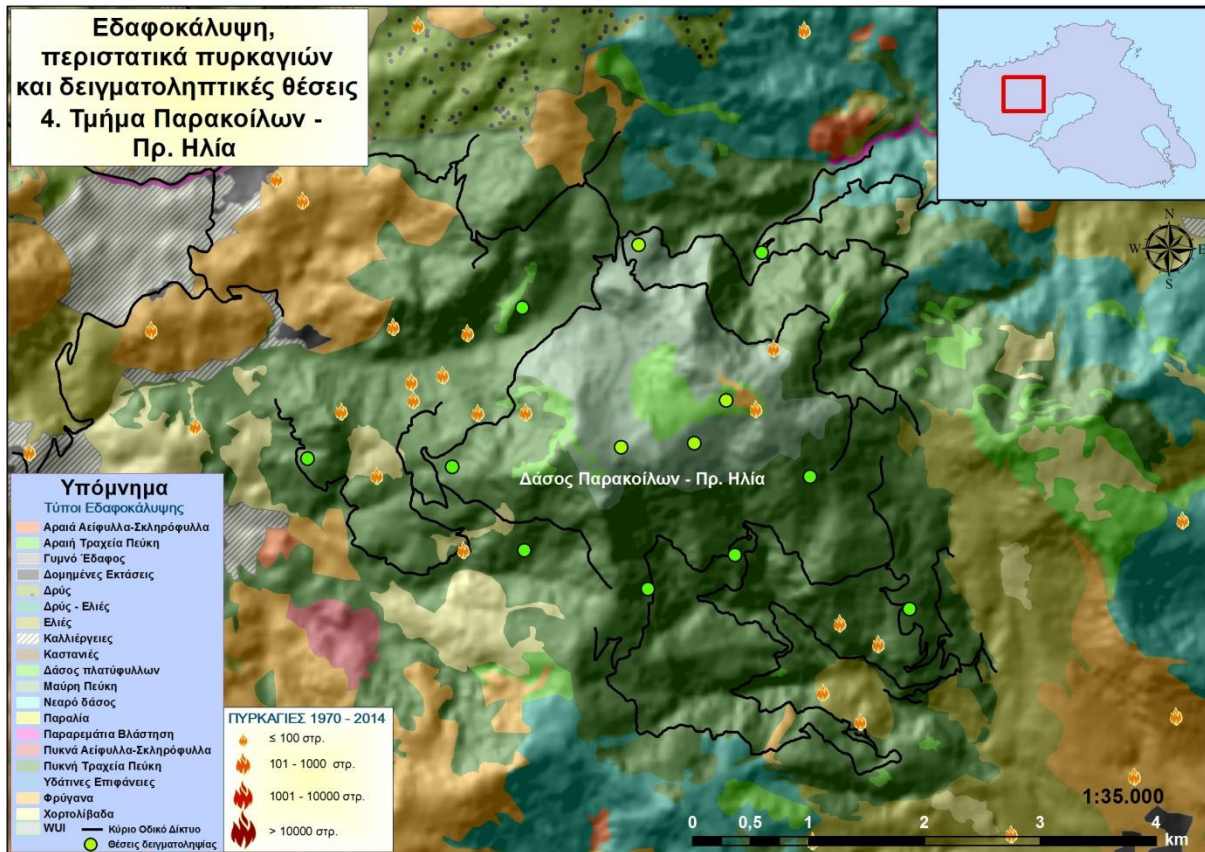 Εδαφοκάλυψη,
περιστατικά πυρκαγιών
και δειγματοληπτικές θέσεις
4. Τμήμα Παρακοίλων -
Πρ. Ηλία
N
W E
S
Δάσος Παρακοίλων - Πρ. Ηλία
Υπόμνημα
Τύποι Εδαφοκάλυψης
Αραιά Αείφυλλα-Σκληρόφυλλα
Αραιή Τραχεία Πεύκη
Γυμνό Έδαφος
Δομημένες Εκτάσεις
Δρύς
Δρύς - Ελιές
Ελιές
Καλλιέργειες
Καστανιές
Δάσος πλατύφυλλων
Μαύρη Πεύκη
Νεαρό δάσος
Παραλία
Παραρεμάτια Βλάστηση
Πυκνά Αείφυλλα-Σκληρόφυλλα
Πυκνή Τραχεία Πεύκη
Υδάτινες Επιφάνειες
Φρύγανα
Χορτολίβαδα
WUI Κύριο Οδικό Δίκτυο
Θέσεις δειγματοληψίας
ΠΥΡΚΑΓΙΕΣ 1970 - 2014
≤ 100 στρ.
101 - 1000 στρ.
1001 - 10000 στρ.
> 10000 στρ.
1:35.000
0 0,5 1 2 3 4
km